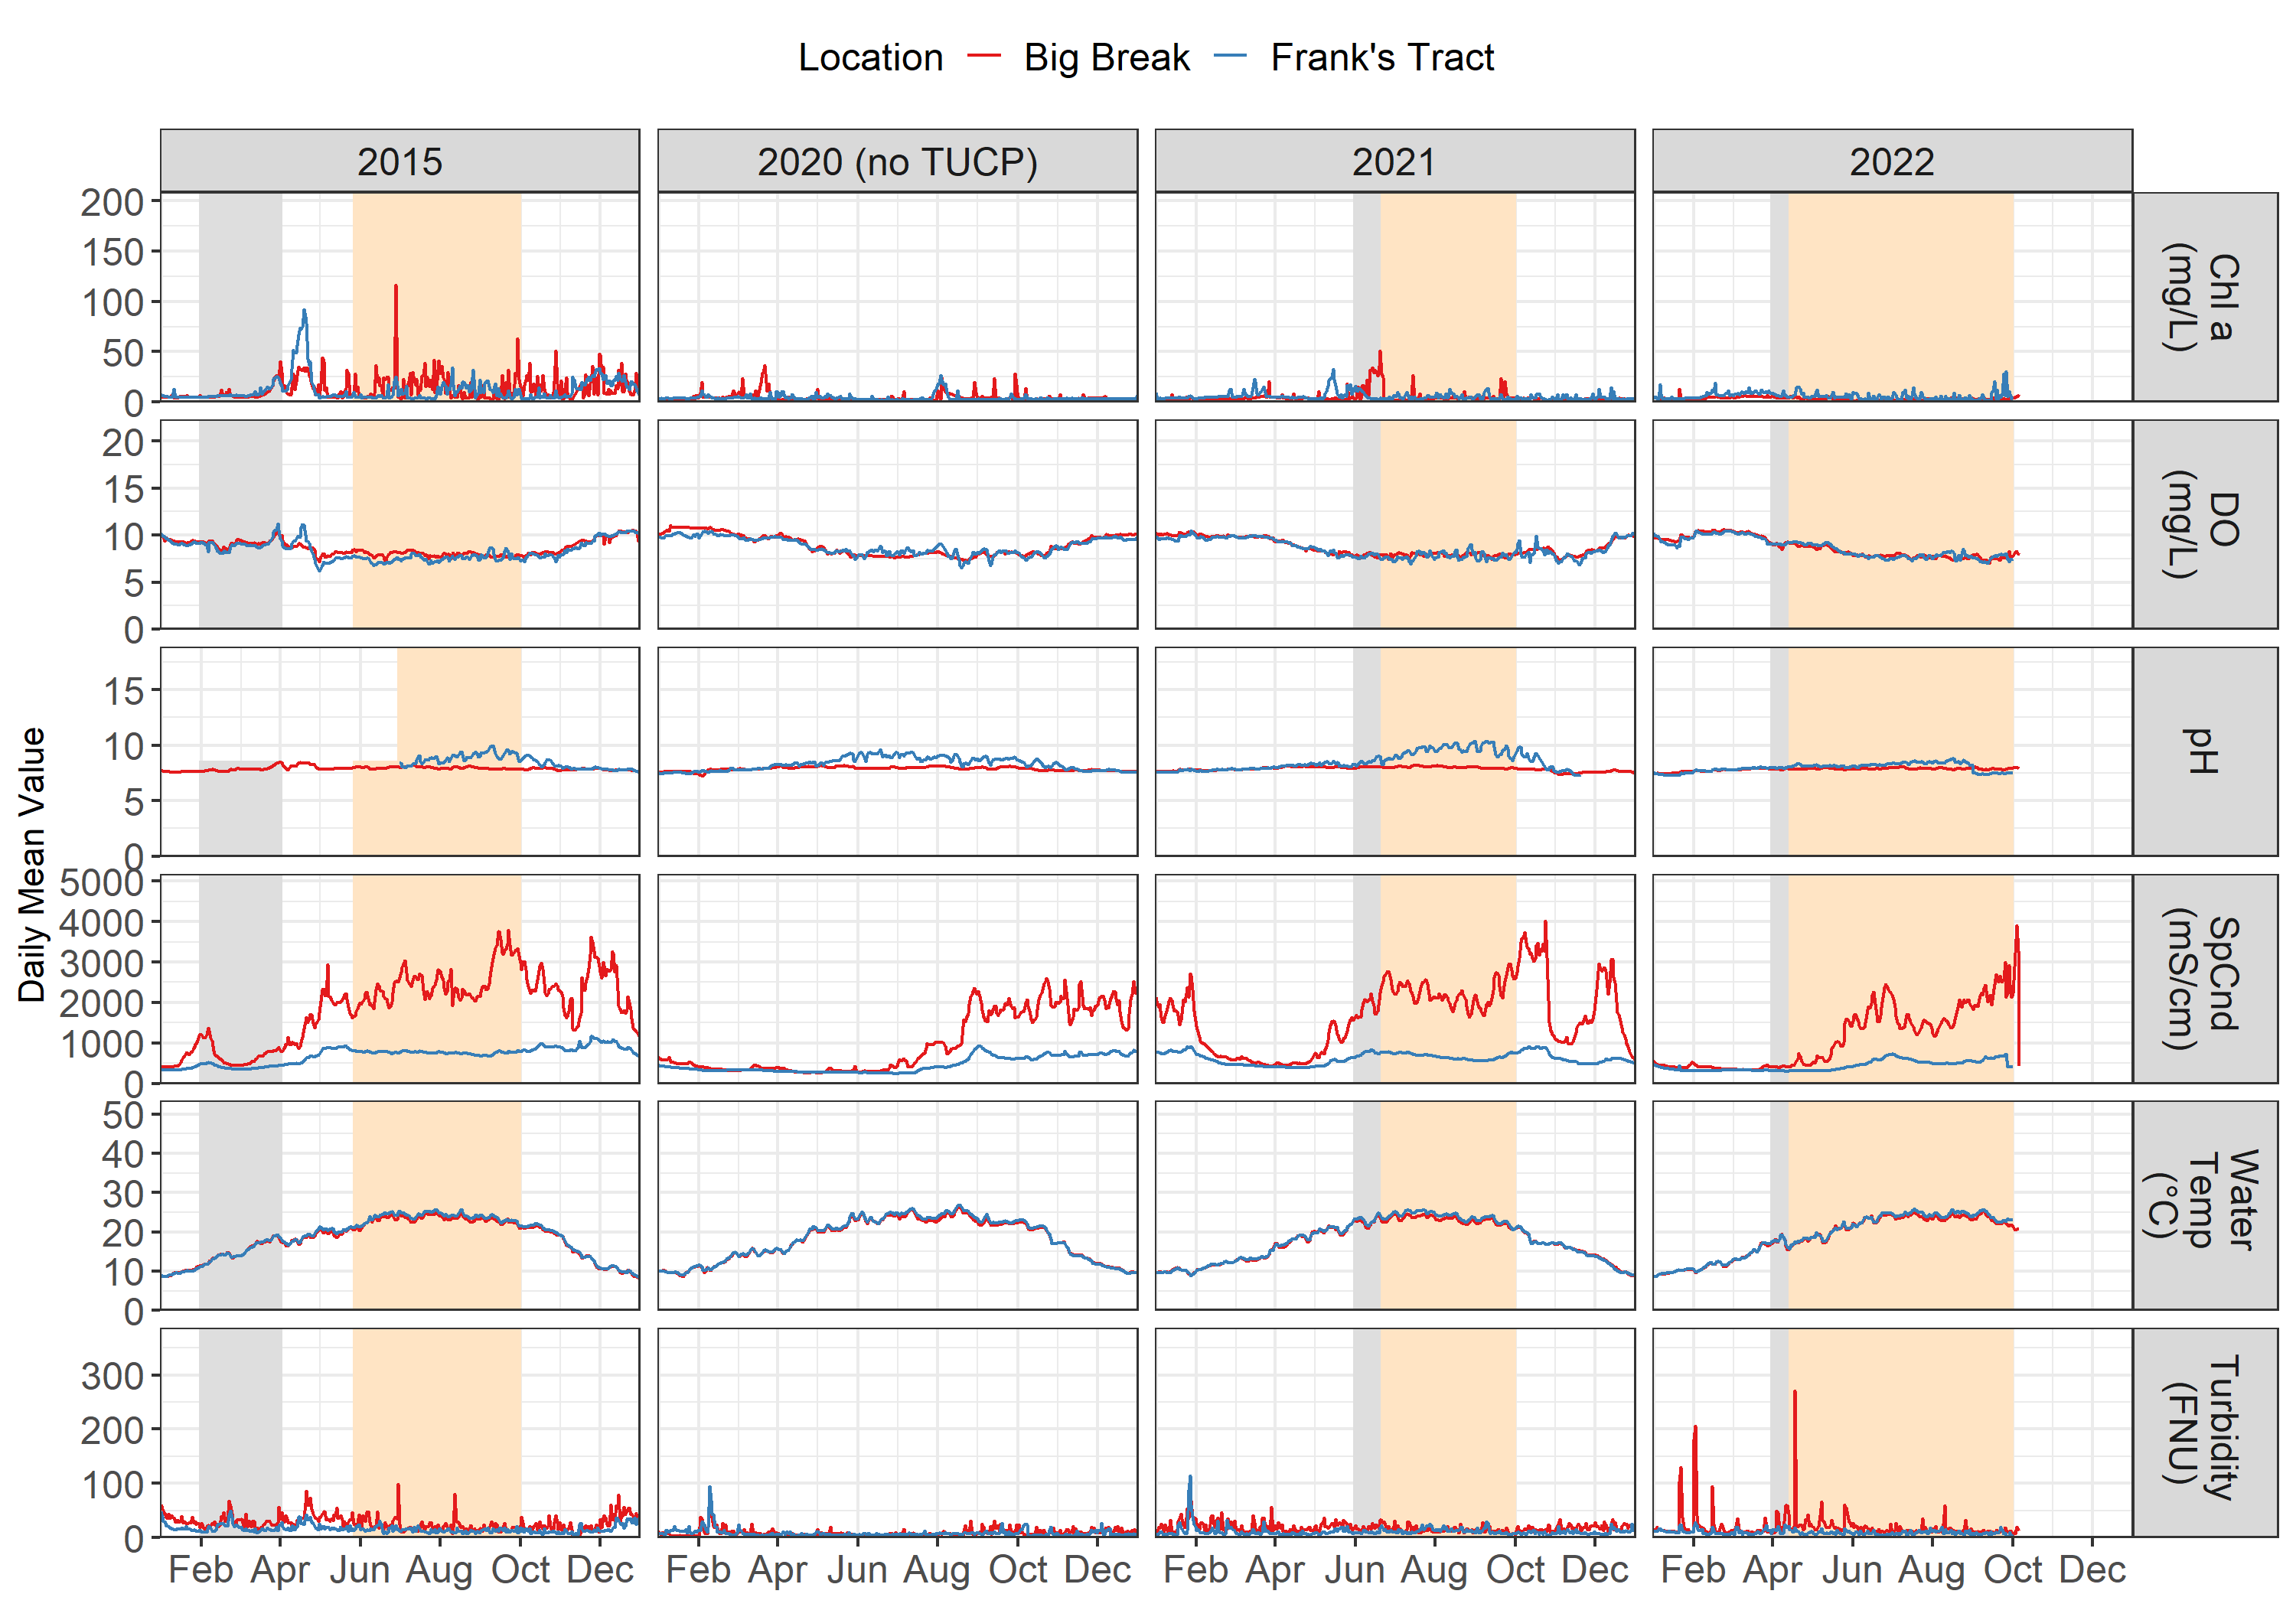 Location Big Break Frank's Tract
2015 2020 (no TUCP) 2021 2022
200
150
100
50
0
Chl a
(mg/L)
20
15
10
5
0
DO
(mg/L)
15
10
5
0
pH
Daily Mean Value
5000
4000
3000
2000
1000
0
SpCnd
(mS/cm)
50
40
30
20
10
0
Water
Temp
(°C)
300
200
100
0
Turbidity
(FNU)
Feb Apr Jun Aug Oct Dec Feb Apr Jun Aug Oct Dec Feb Apr Jun Aug Oct Dec Feb Apr Jun Aug Oct Dec